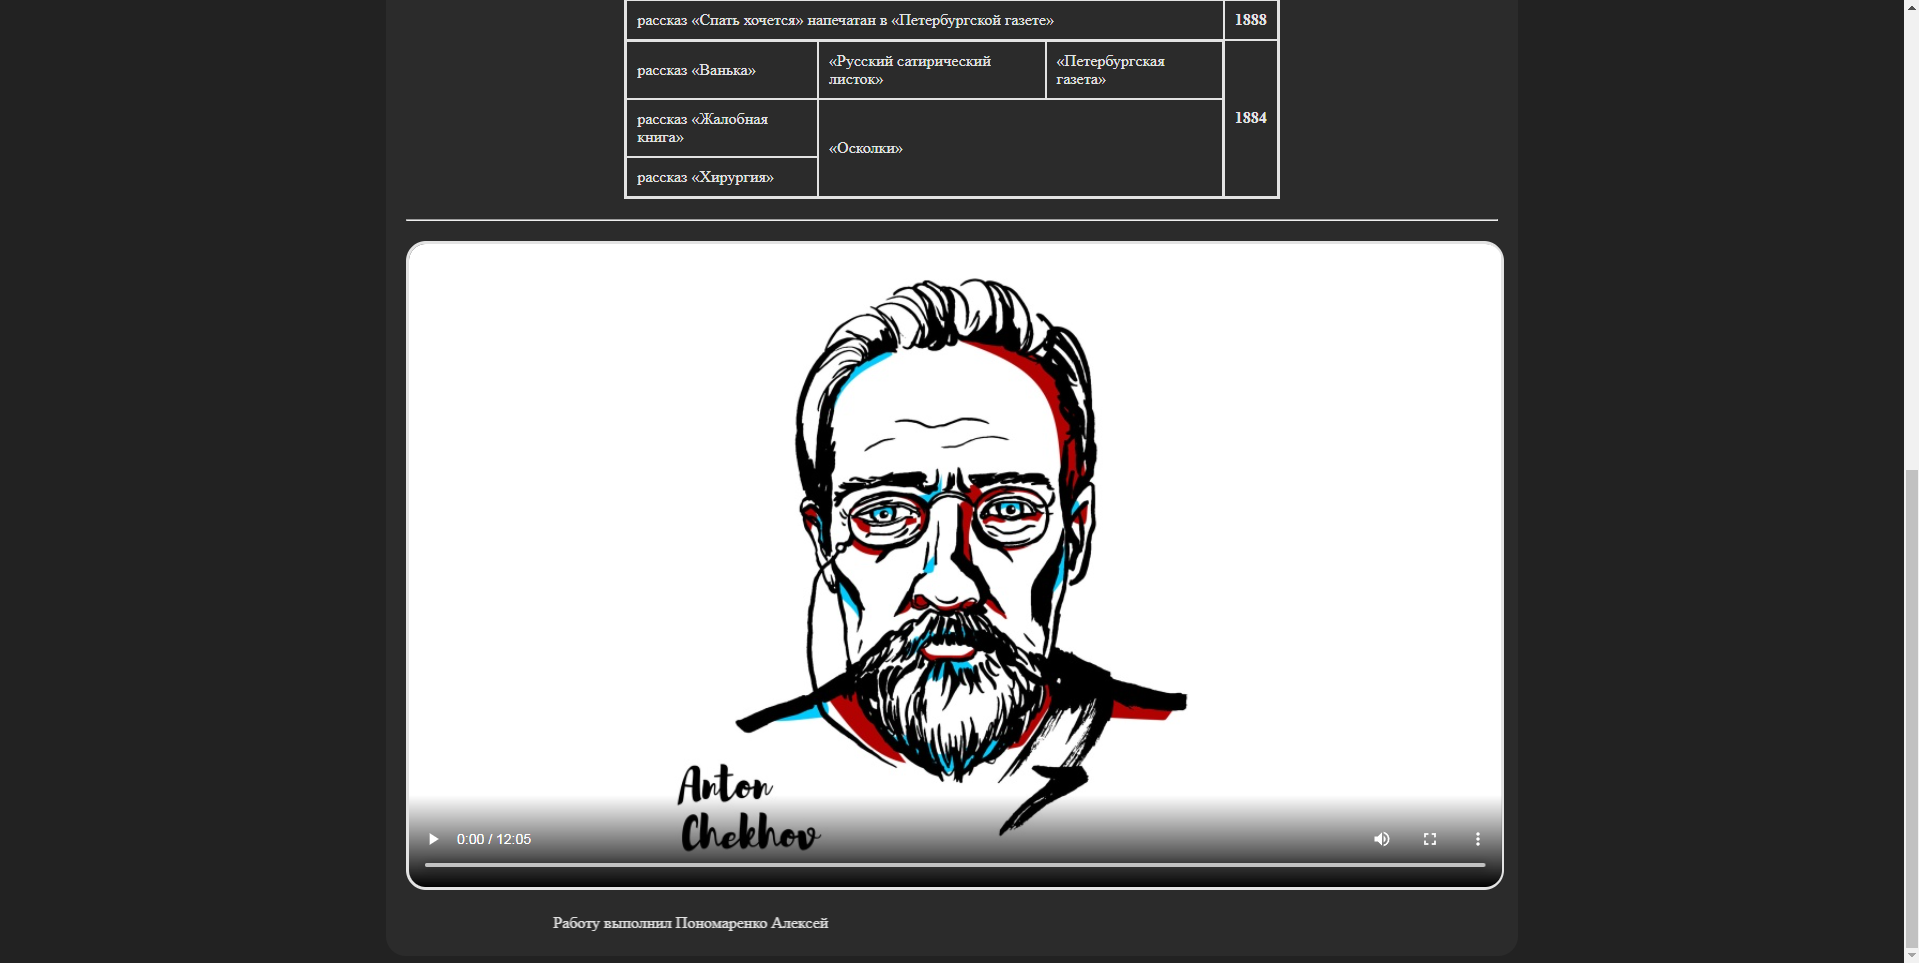 рассказ «Спать хочется» напечатан в «Петербургской газете»
1888
рассказ «Ванька»
«Русский сатирический
листок»
«Петербургская
газета»
1884
рассказ «Жалобная
книга»
«Осколки»
рассказ «Хирургия»
Anton
Chekhov
0:00 / 12:05
Работу выполнил Пономаренко Алексей